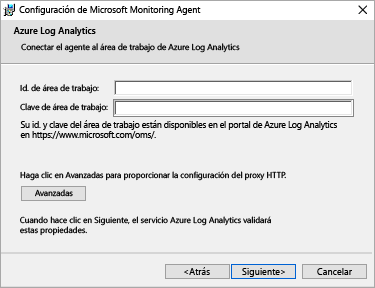 Configuración de Microsoft Monitoring Agent
Azure Log Analytics
Conectar el agente al área de trabajo de Azure Log Analytics
Id. de área de trabajo:
Clave de área de trabajo:
Su id. y clave del área de trabajo están disponibles en el portal de Azure Log Analytics
en https://www.microsoft.com/oms/.
Haga clic en Avanzadas para proporcionar la configuración del proxy HTTP.
Avanzadas
Cuando hace clic en Siguiente, el servicio Azure Log Analytics validará
estas propiedades.
<Atrás
Siguiente>
Cancelar